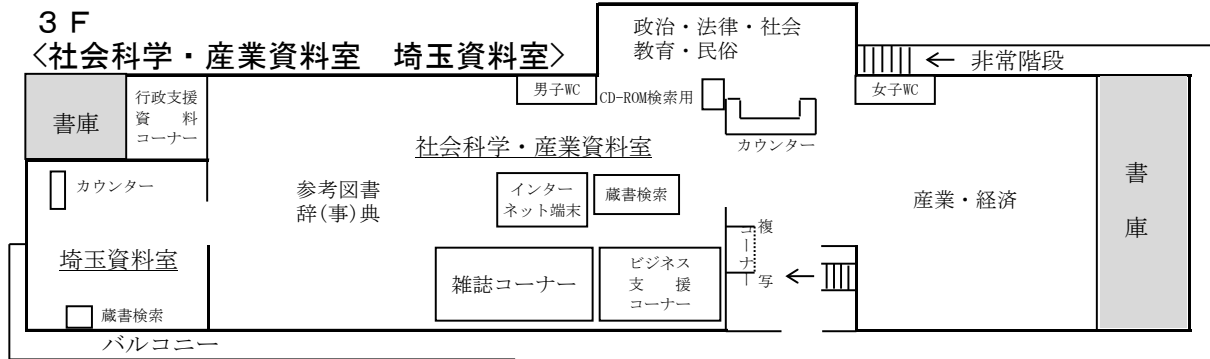 3F
<社会科学・産業資料室　埼玉資料室>
政治・法律・社会
教育・民俗
← 非常階段
書庫
行政支援
資　料
コーナー
男子WC
CD-ROM検索用
女子WC
カウンター
社会科学・産業資料室
カウンター
参考図書
辞(事)典
インター
ネット端末
蔵書検索
産業・経済
書
庫
埼玉資料室
雑誌コーナー
ビジネス
支　援
コーナー
複写
コーナー
←
蔵書検索
バルコニー